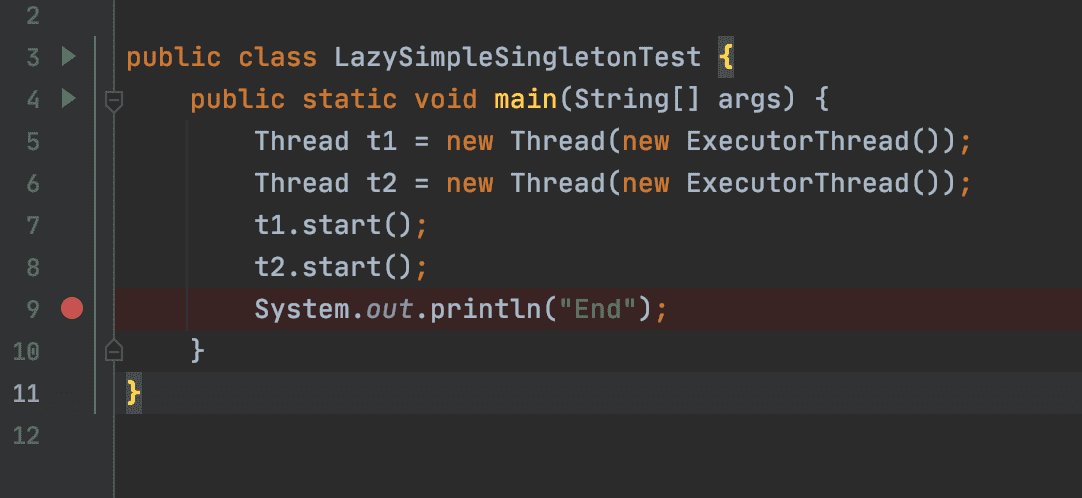 2
3 public class LazySimpleSingletonTest {
4     public static void main(String[] args) {
5         Thread t1 = new Thread(new ExecutorThread());
6         Thread t2 = new Thread(new ExecutorThread());
7         t1.start();
8         t2.start();
9         System.out.println("End");
10     }
11 }
12